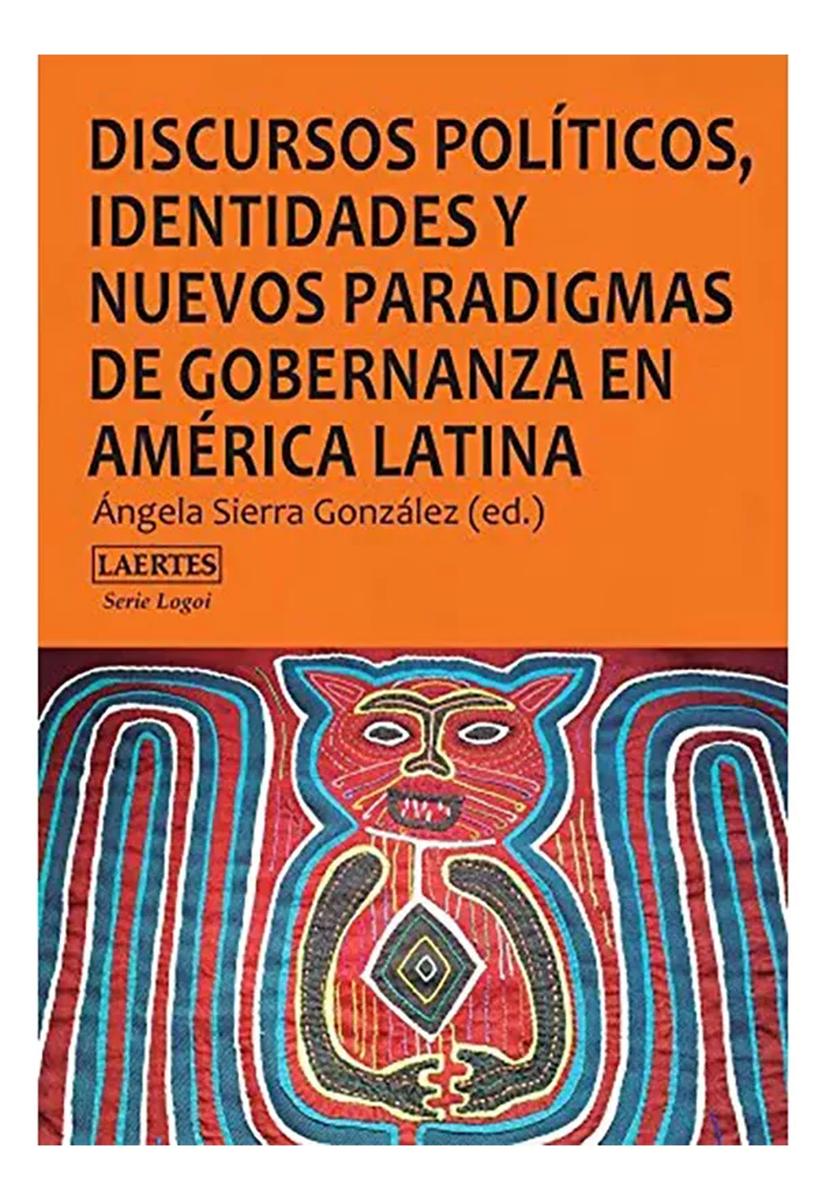 DISCURSOS POLÍTICOS,
IDENTIDADES Y
NUEVOS PARADIGMAS
DE GOBERNANZA EN
AMÉRICA LATINA
Ángela Sierra González (ed.)
LAERTES
Serie Logoi